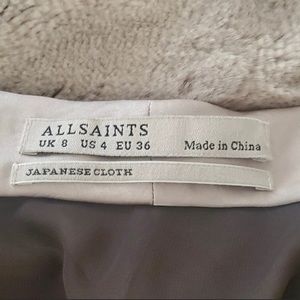 ALLSAINTS
UK 8 US 4 EU 36 Made in China
JAPANESE CLOTH